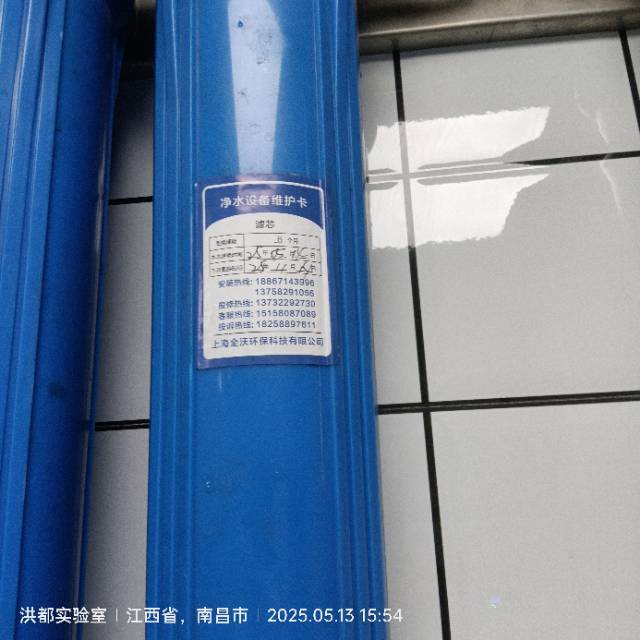 净水设备维护卡
滤芯
个月
安装热线: 18867143996
13758291056
维修热线: 13732292730
客服热线: 15158087089
投诉热线: 18258897611
上海全沃环保科技有限公司
洪都实验室 | 江西省，南昌市 | 2025.05.13 15:54